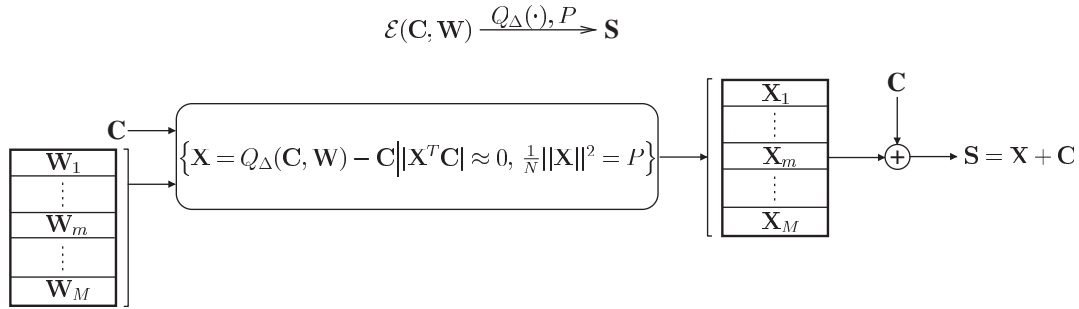 ℰ(C, W) Q_Δ(·), P S
C
W_1
⋮
W_m
⋮
W_M
{X = Q_Δ(C, W) − C | |X^T C| ≈ 0, 1/N ||X||^2 = P}
X_1
⋮
X_m
⋮
X_M
C
+
S = X + C